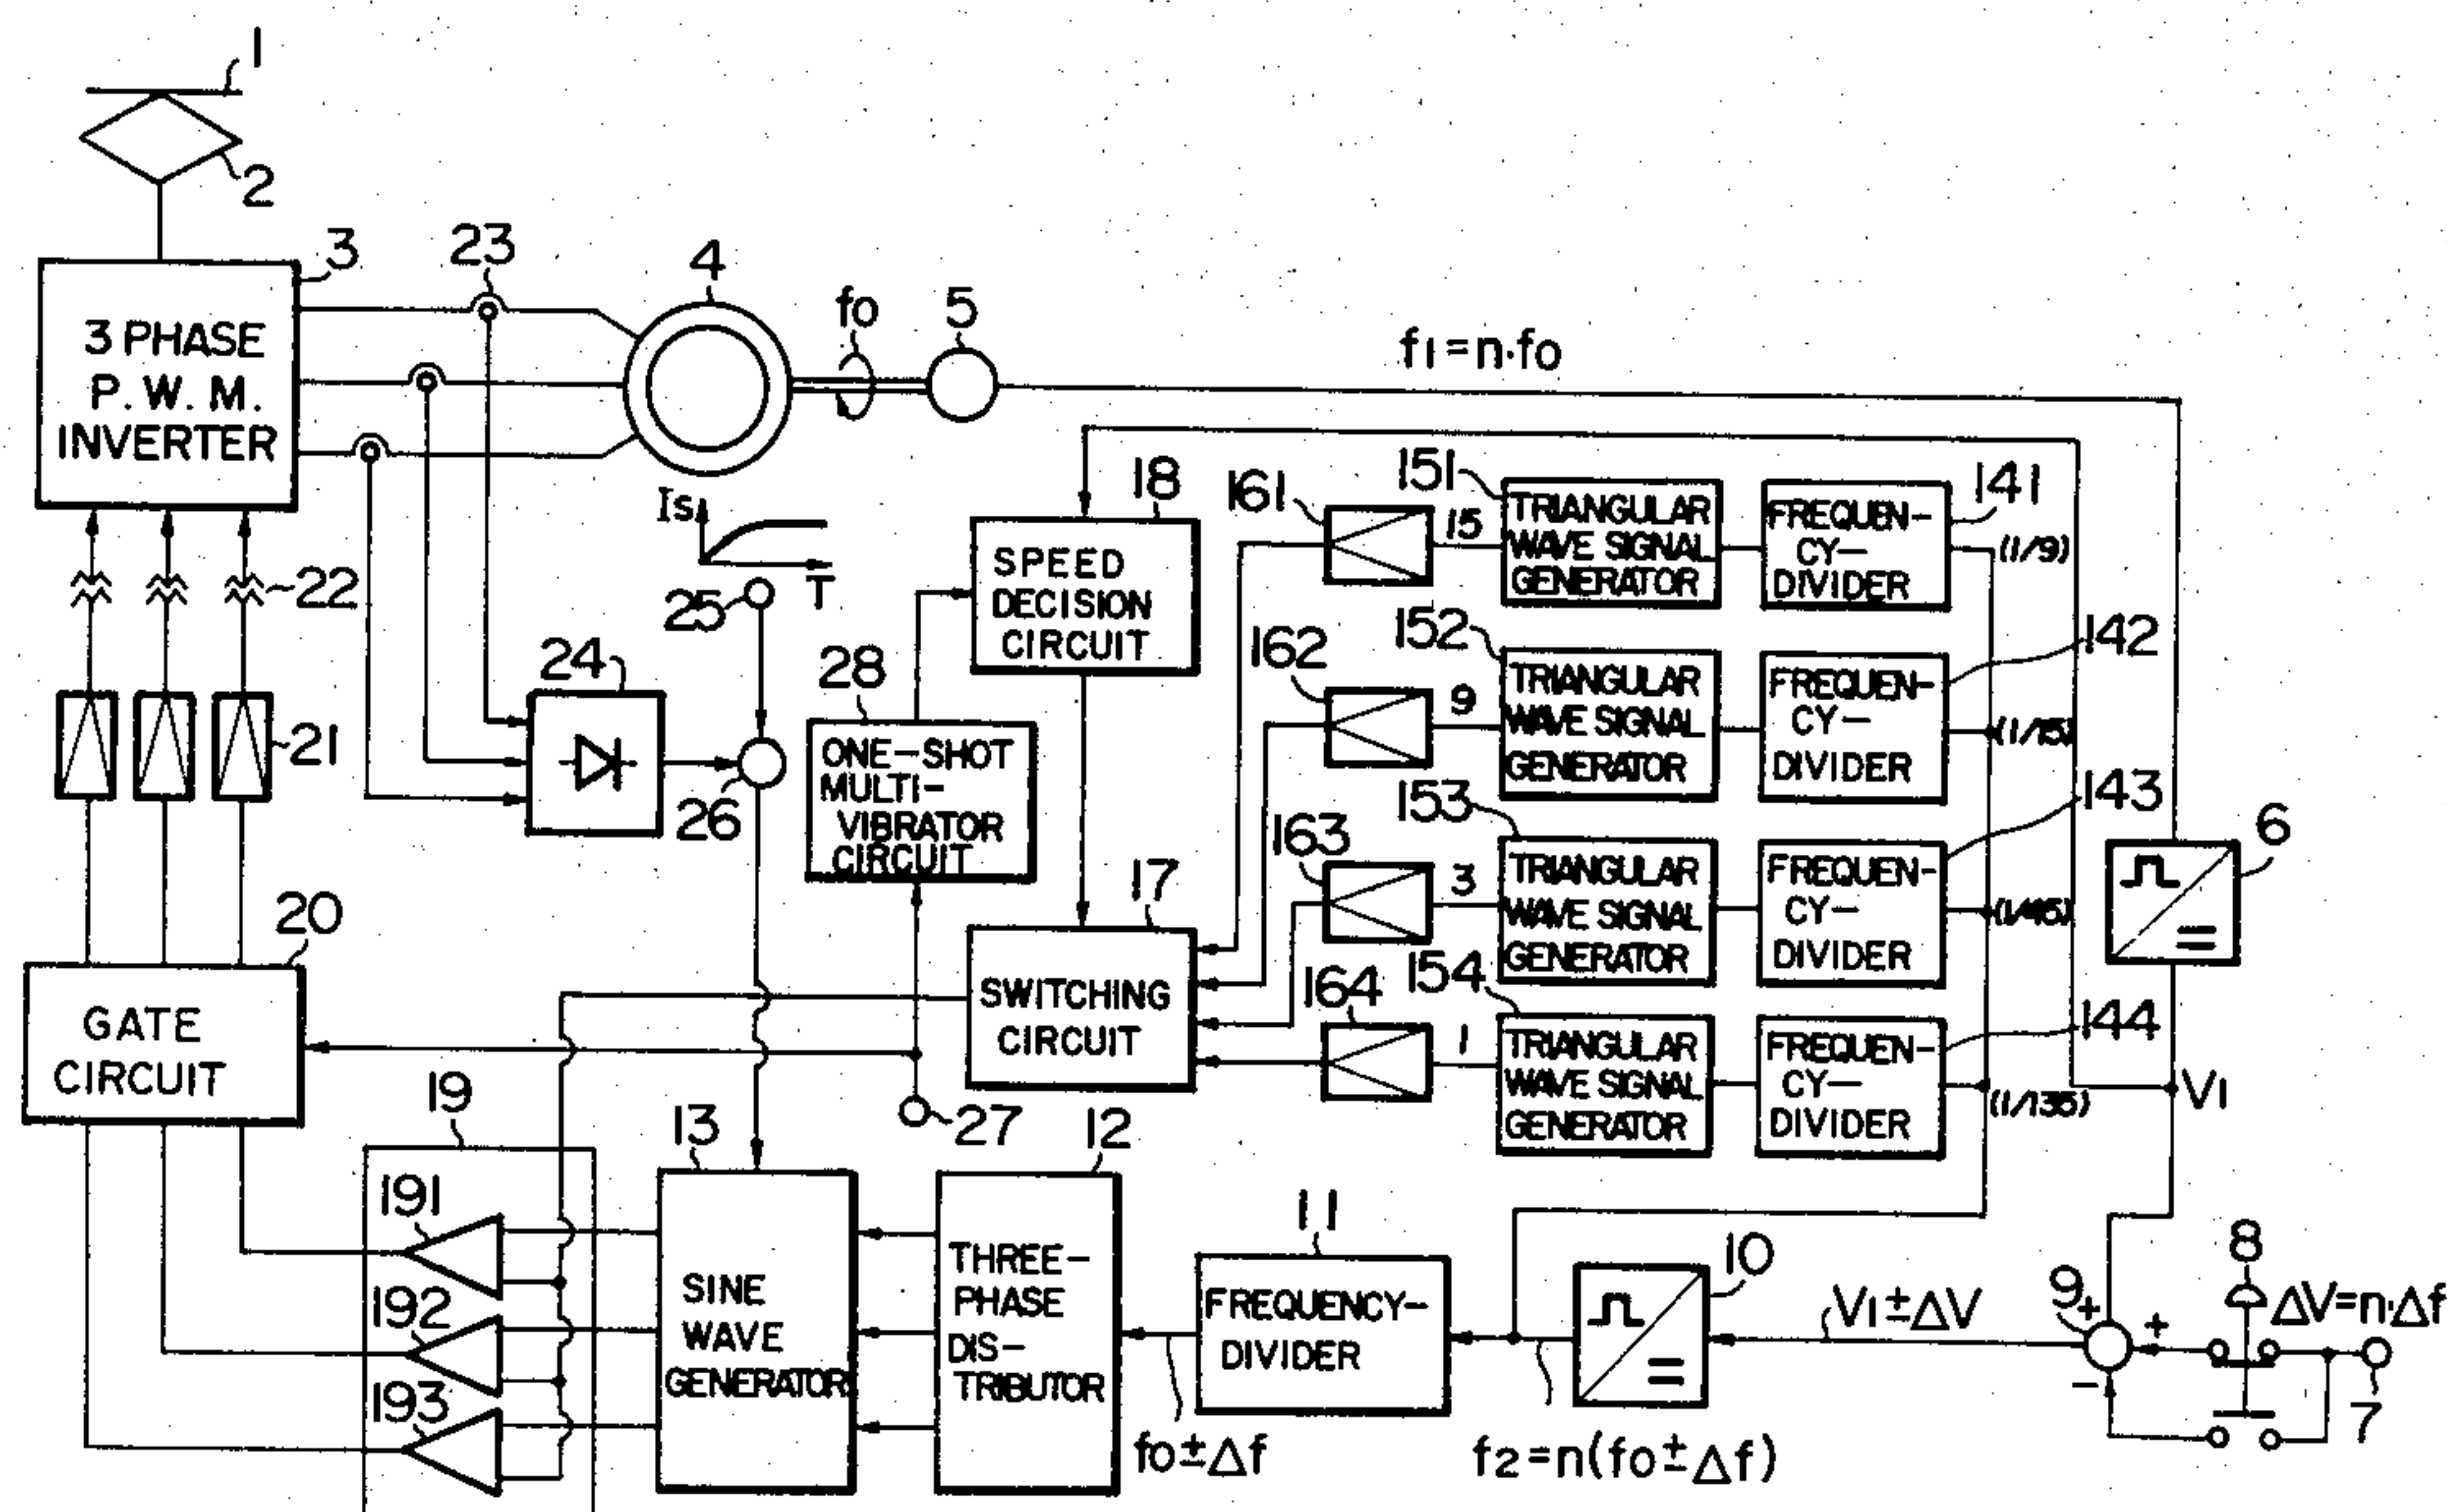 1
2
3
23
4
fo
5
f1=n·fo
3 PHASE
P. W. M.
INVERTER
22
21
Is
T
25
24
26
28
ONE-SHOT
MULTI-
VIBRATOR
CIRCUIT
18
SPEED
DECISION
CIRCUIT
161
15
151
TRIANGULAR
WAVE SIGNAL
GENERATOR
FREQUEN-
CY-
DIVIDER
141
(1/9)
162
9
152
TRIANGULAR
WAVE SIGNAL
GENERATOR
FREQUEN-
CY-
DIVIDER
142
(1/15)
163
3
153
TRIANGULAR
WAVE SIGNAL
GENERATOR
FREQUEN-
CY-
DIVIDER
143
(1/45)
164
1
154
TRIANGULAR
WAVE SIGNAL
GENERATOR
FREQUEN-
CY-
DIVIDER
144
(1/135)
6
V1
17
SWITCHING
CIRCUIT
20
GATE
CIRCUIT
27
19
191
192
193
13
SINE
WAVE
GENERATOR
12
THREE-
PHASE
DIS-
TRIBUTOR
11
FREQUENCY-
DIVIDER
fo±Δf
10
f2=n(fo±Δf)
V1±ΔV
9
+
+
-
8
ΔV=n·Δf
7